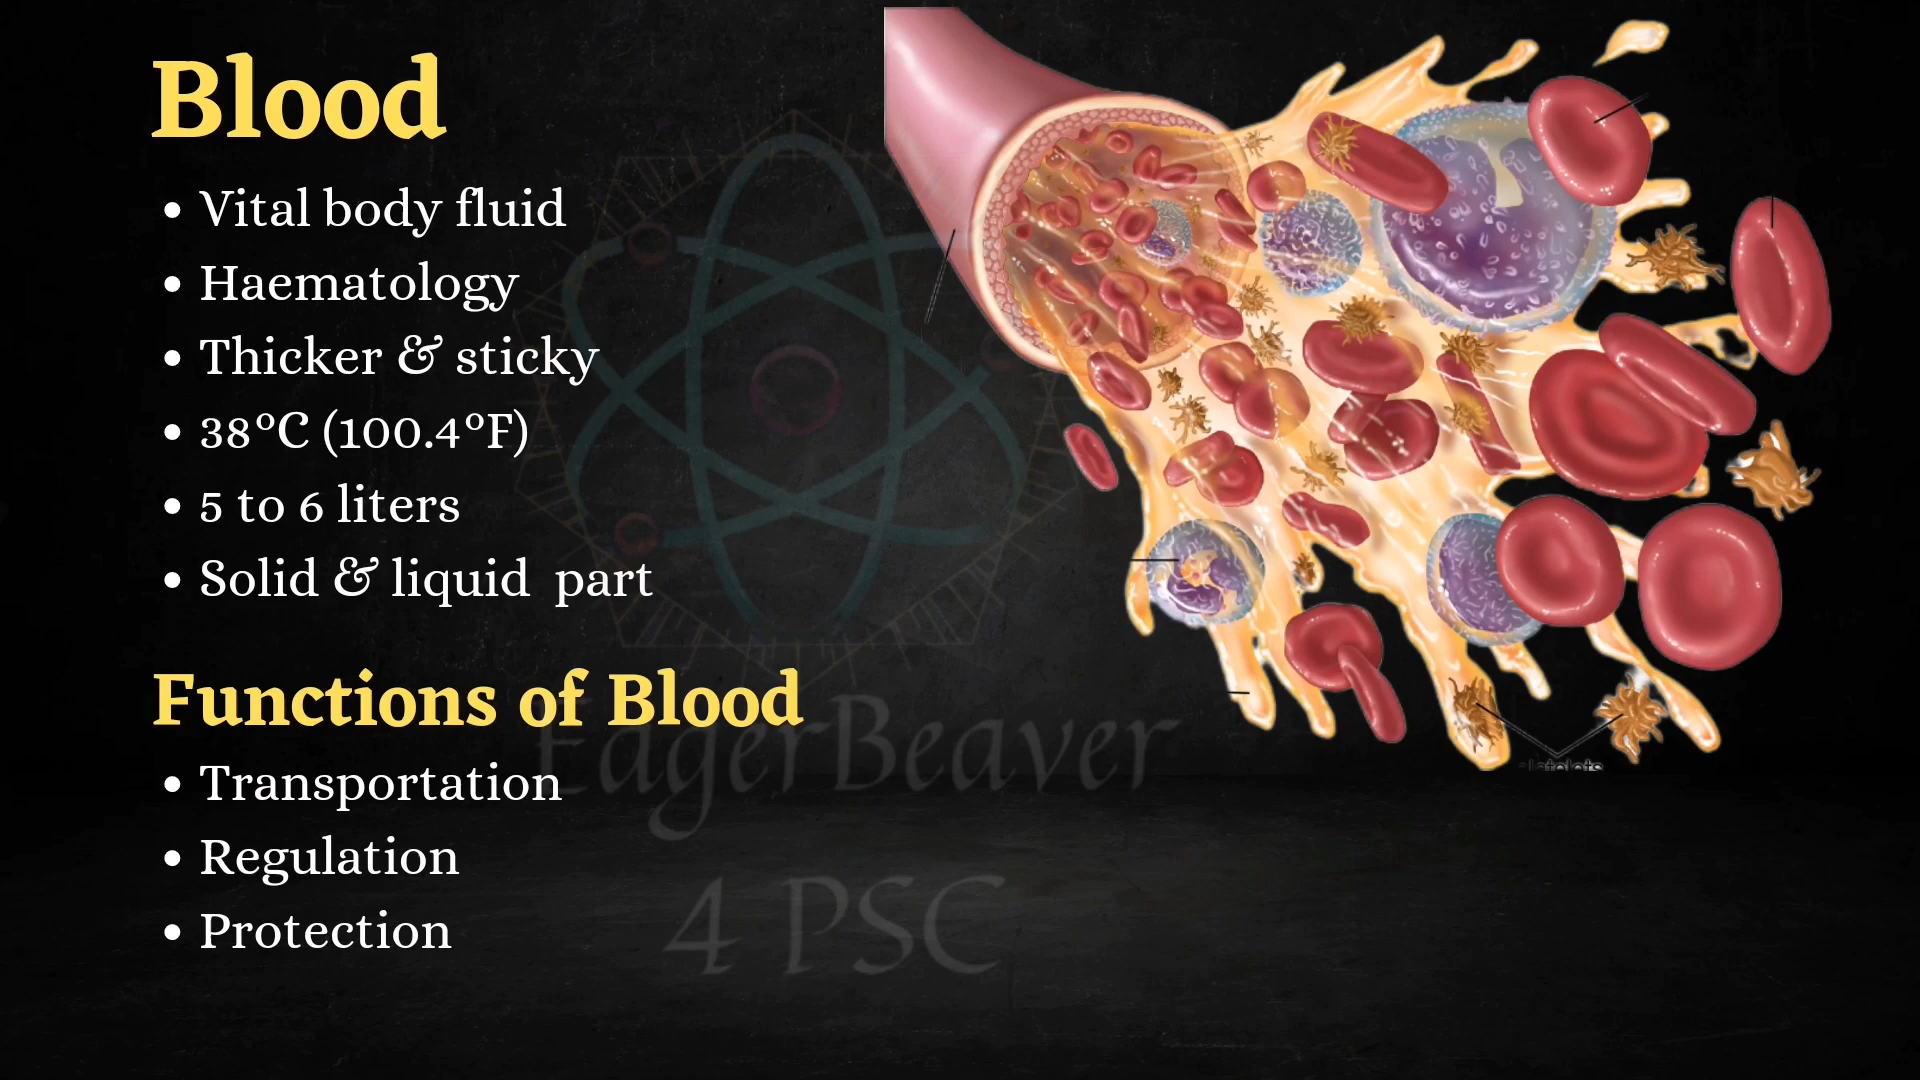 Blood
• Vital body fluid
• Haematology
• Thicker & sticky
• 38°C (100.4°F)
• 5 to 6 liters
• Solid & liquid part
Functions of Blood
• Transportation
• Regulation
• Protection
EagerBeaver
4 PSC